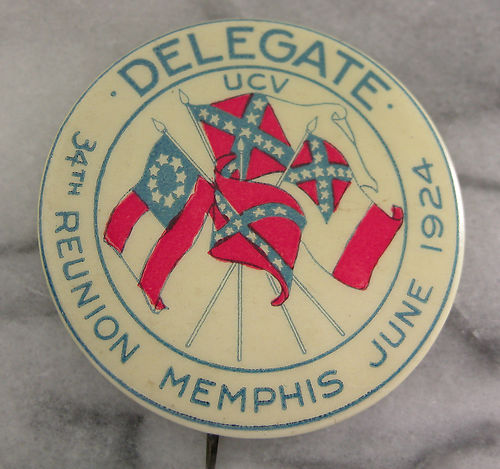 · DELEGATE ·
UCV
34TH REUNION MEMPHIS JUNE 1924